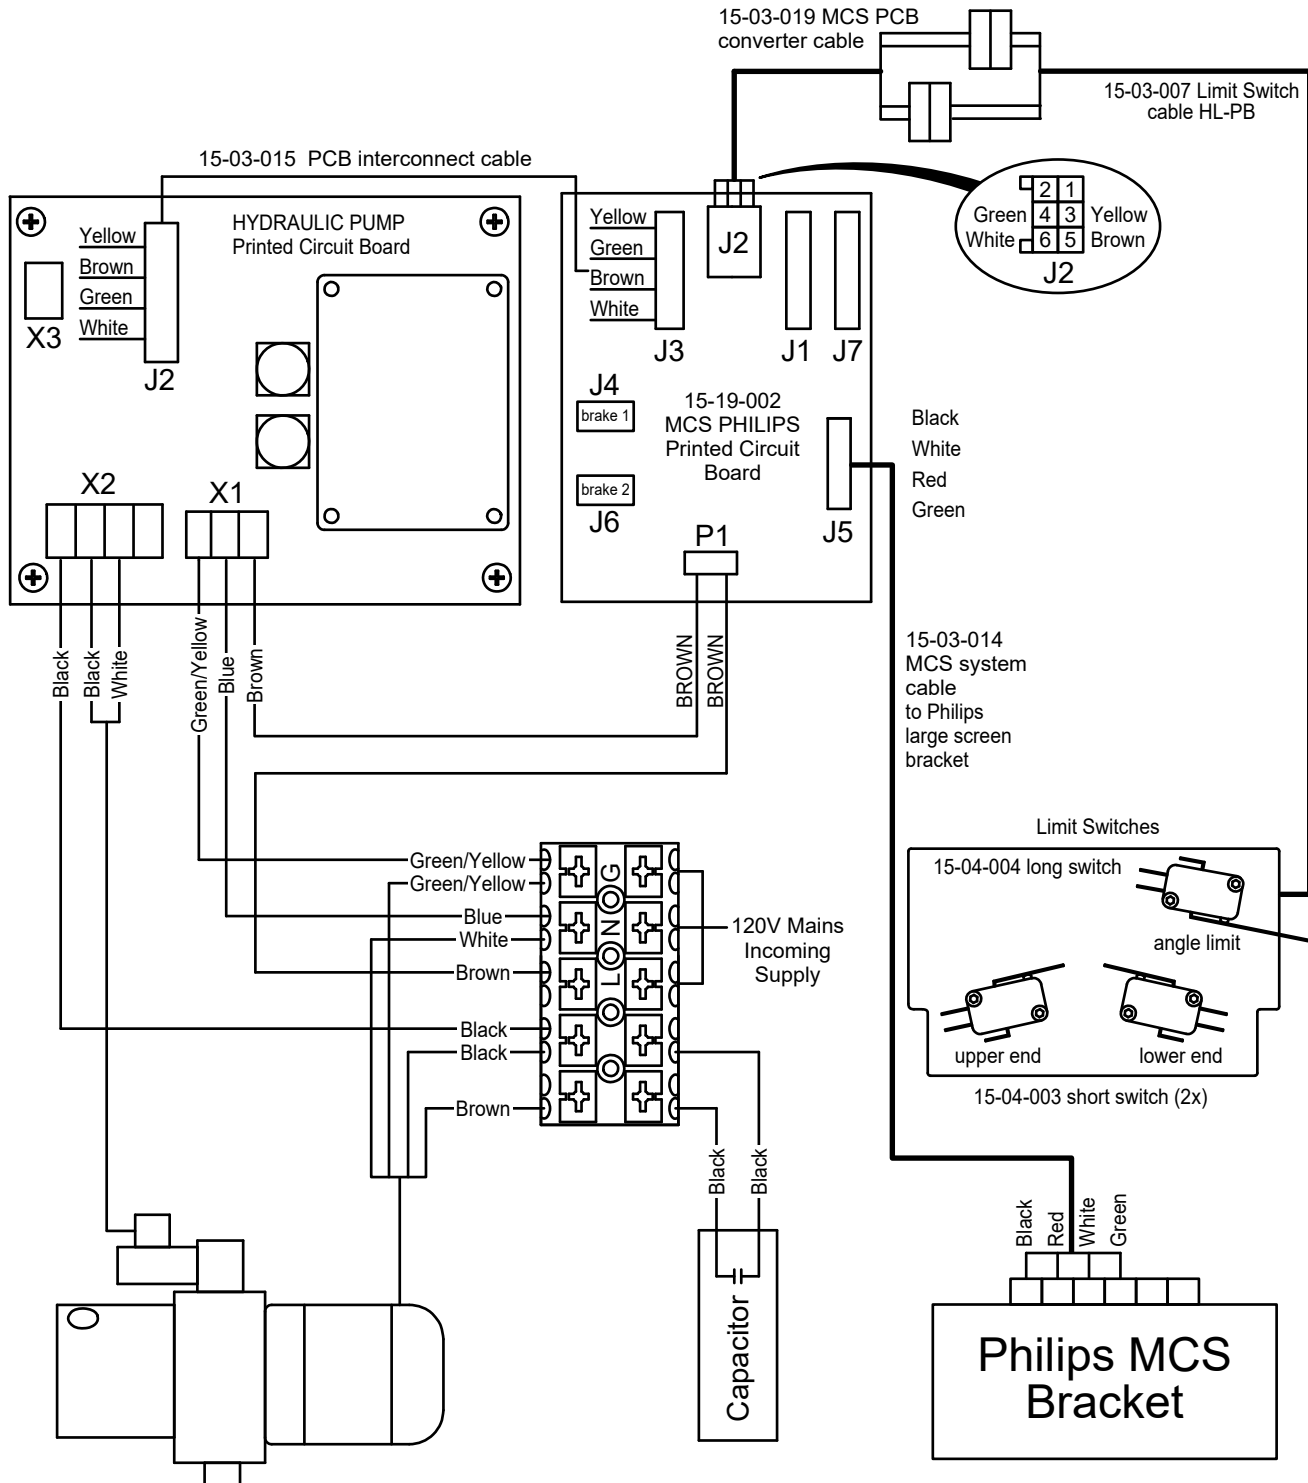 15-03-019 MCS PCB
converter cable
15-03-007 Limit Switch
cable HL-PB
15-03-015 PCB interconnect cable
HYDRAULIC PUMP
Printed Circuit Board
Yellow
Brown
Green
White
X3
J2
X2
X1
Yellow
Green
Brown
White
J3
J2
J1
J7
J4
brake 1
15-19-002
MCS PHILIPS
Printed Circuit
Board
brake 2
J6
P1
J5
2 1
Green 4 3 Yellow
White 6 5 Brown
J2
Black
White
Red
Green
Black
Black
White
Green/Yellow
Blue
Brown
BROWN
BROWN
15-03-014
MCS system
cable
to Philips
large screen
bracket
Green/Yellow
Green/Yellow
Blue
White
Brown
Black
Black
Brown
G
N
L
120V Mains
Incoming
Supply
Limit Switches
15-04-004 long switch
angle limit
upper end
lower end
15-04-003 short switch (2x)
Black
Black
Capacitor
Black
Red
White
Green
Philips MCS
Bracket